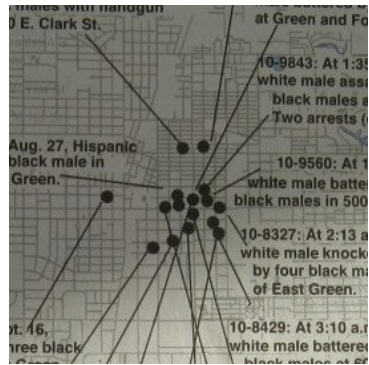 males with handgun
0 E. Clark St.
at Green and Fo
10-9843: At 1:35
white male assa
black males a
Two arrests (
Aug. 27, Hispanic
black male in
Green.
10-9560: At 1
white male batte
black males in 500
10-8327: At 2:13 a
white male knock
by four black ma
of East Green.
pt. 16,
hree black
10-8429: At 3:10 a.m
white male battered